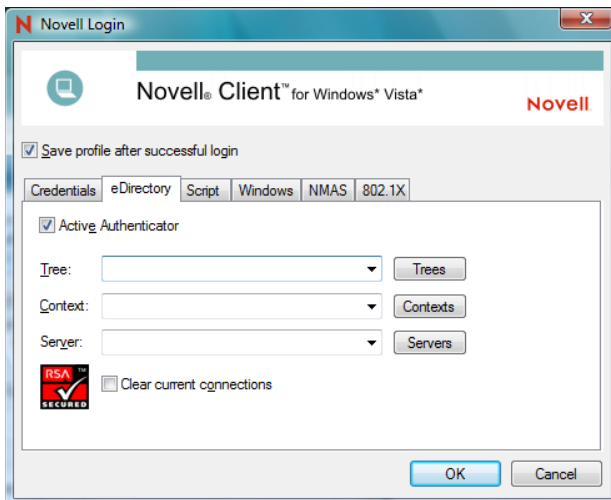 Novell Login
Novell® Client™ for Windows* Vista*
Novell
Save profile after successful login
Credentials eDirectory Script Windows NMAS 802.1X
Active Authenticator
Tree: Trees
Context: Contexts
Server: Servers
RSA™
SECURED
Clear current connections
OK Cancel